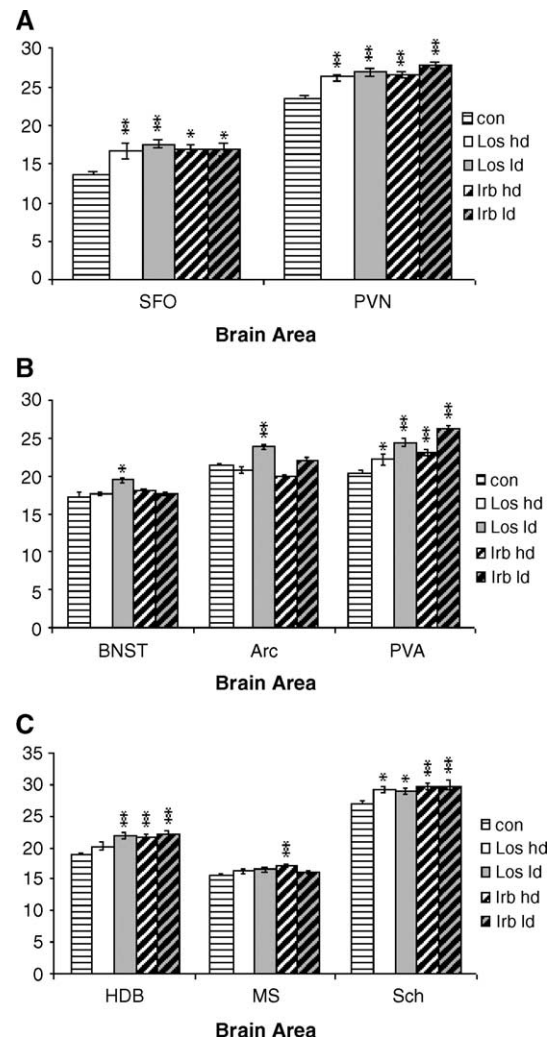 A
30
25
20
15
10
5
0
** ** * *
** ** ** **
con
Los hd
Los ld
Irb hd
Irb ld
SFO PVN
Brain Area
B
30
25
20
15
10
5
0
*
**
* ** ** **
con
Los hd
Los ld
Irb hd
Irb ld
BNST Arc PVA
Brain Area
C
35
30
25
20
15
10
5
0
** ** **
**
* * ** **
con
Los hd
Los ld
Irb hd
Irb ld
HDB MS Sch
Brain Area